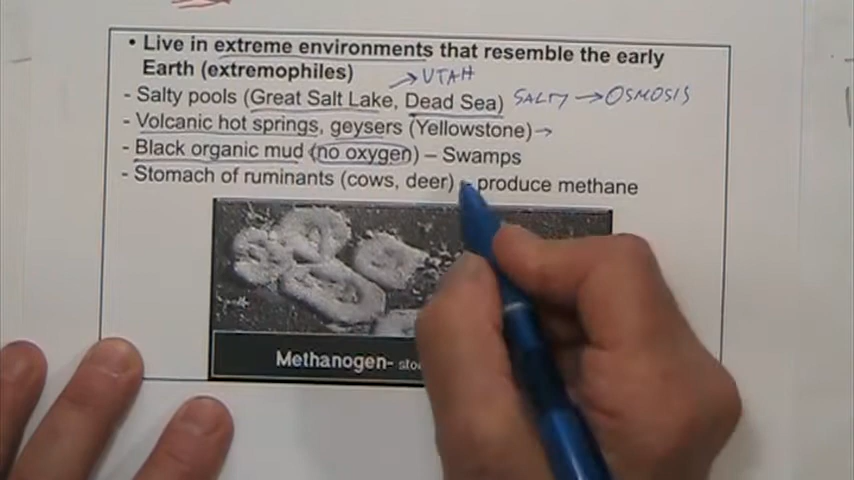 • Live in extreme environments that resemble the early
Earth (extremophiles)
UTAH
- Salty pools (Great Salt Lake, Dead Sea) SALTY → OSMOSIS
- Volcanic hot springs, geysers (Yellowstone) →
- Black organic mud (no oxygen) – Swamps
- Stomach of ruminants (cows, deer) - produce methane
Methanogen-